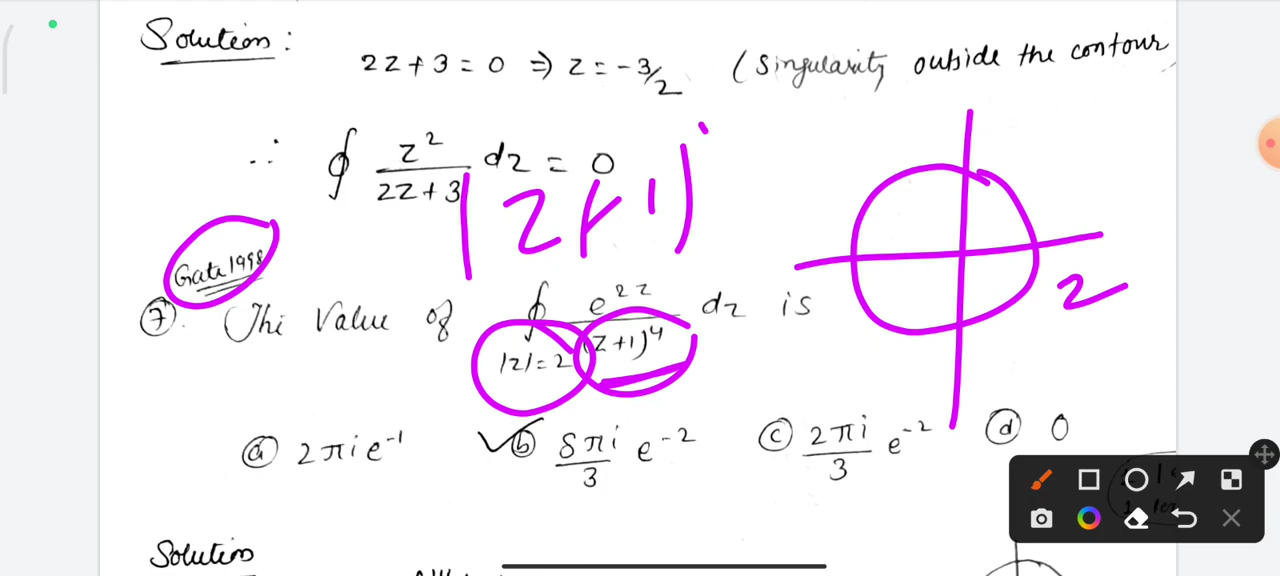 Solution :
2z + 3 = 0 ⇒ z = -3/2 (Singularity outside the contour
∴ ∮ z² / 2z + 3 dz = 0
(z+1)
Gate 1998
7. The Value of ∮ |z| = 2 e^2z / (z+1)^4 dz is
2
ⓐ 2πi e^-1 ✓ⓑ 8πi/3 e^-2 ⓒ 2πi/3 e^-2 ⓓ 0
Solution